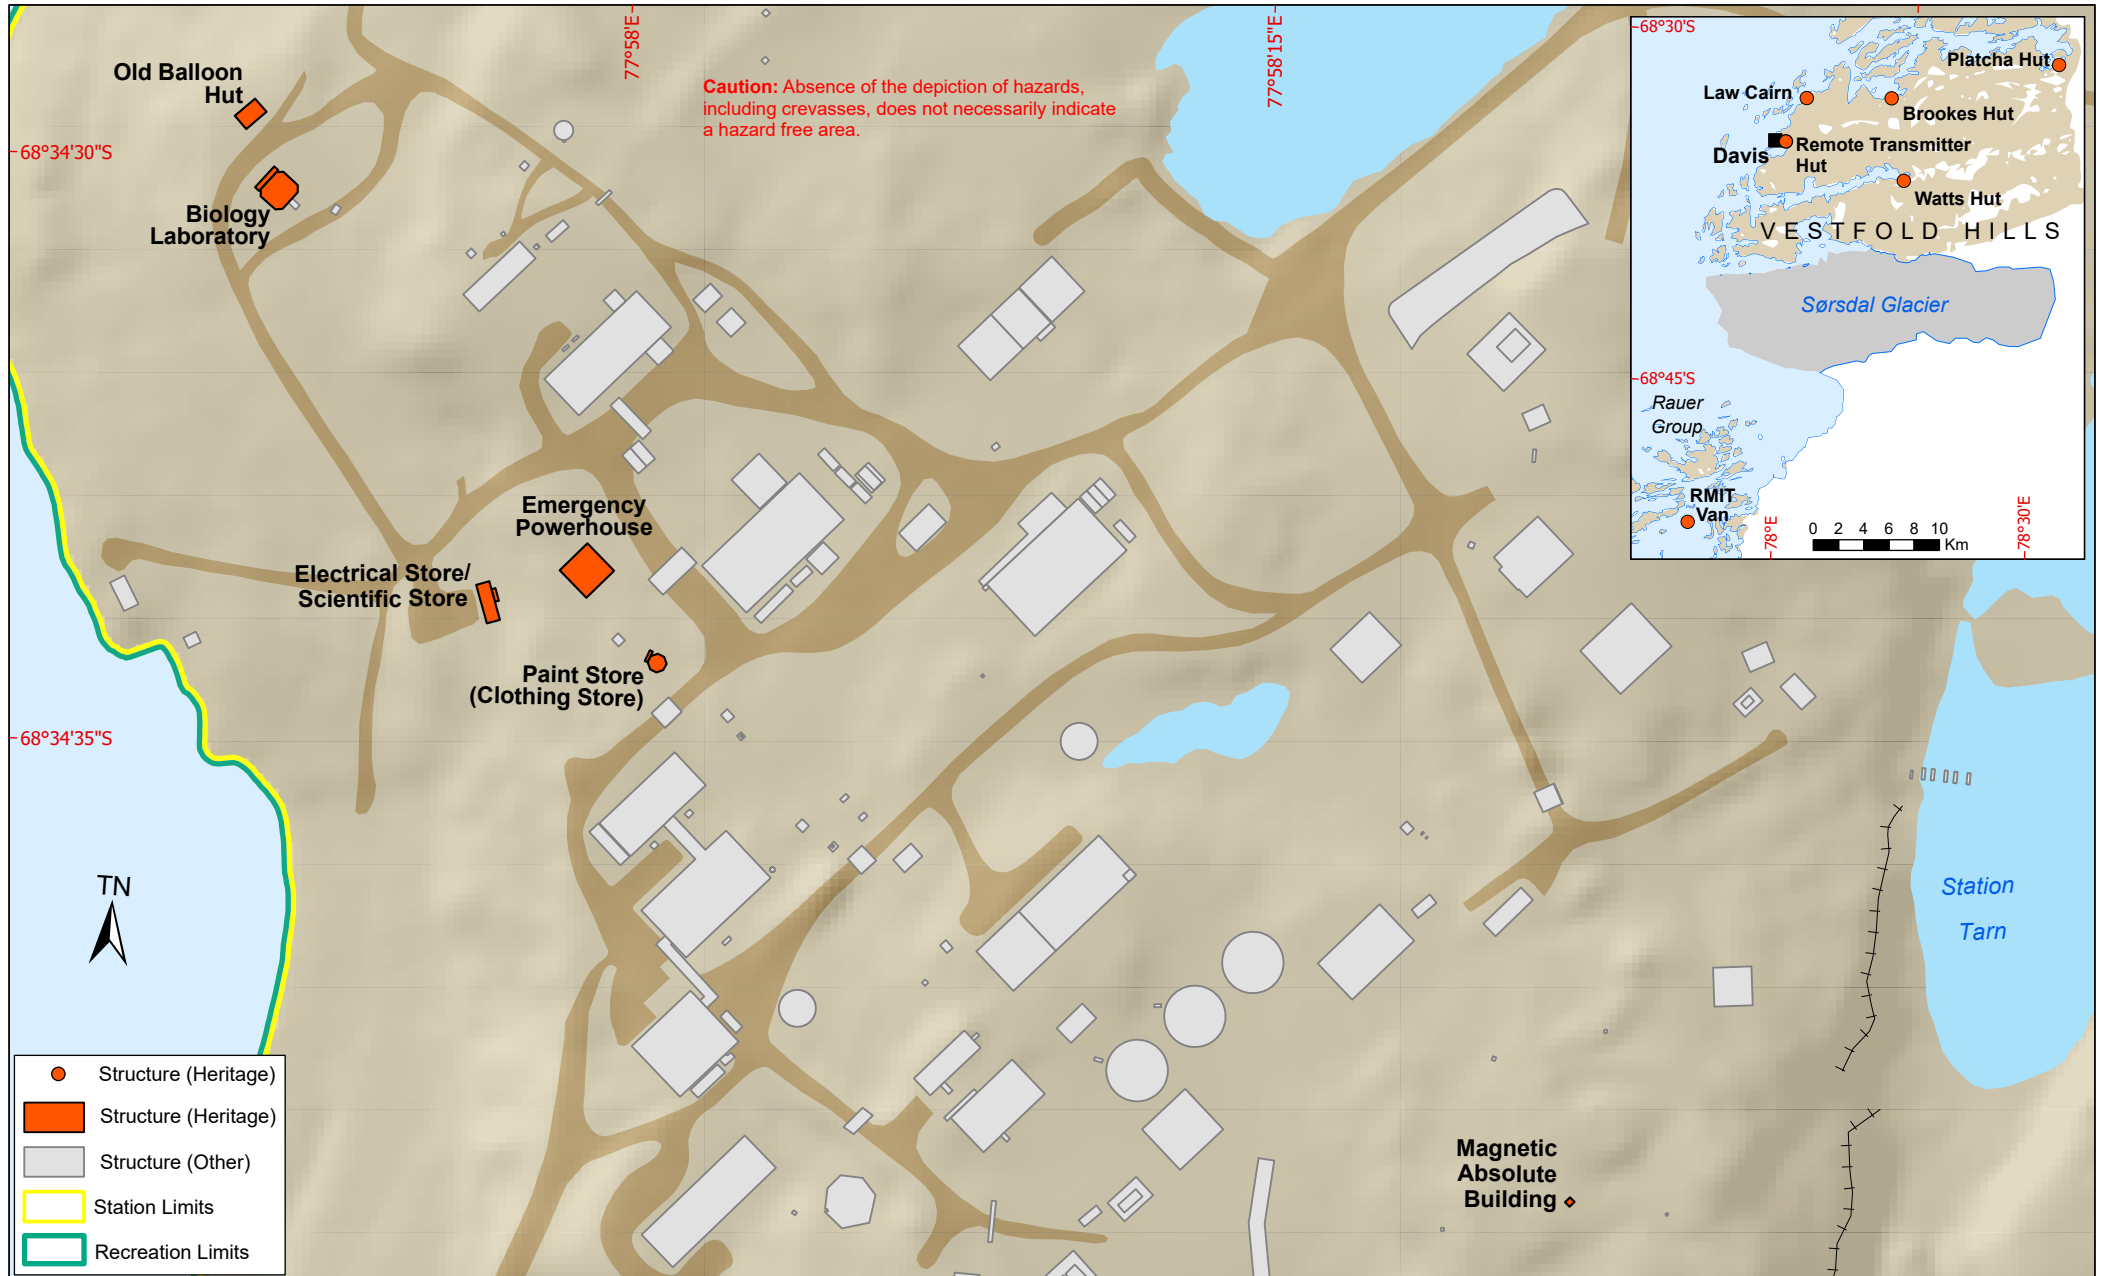 Old Balloon
Hut
77°58'E
Caution: Absence of the depiction of hazards,
including crevasses, does not necessarily indicate
a hazard free area.
77°58'15"E
68°34'30"S
Biology
Laboratory
Emergency
Powerhouse
Electrical Store/
Scientific Store
Paint Store
(Clothing Store)
68°34'35"S
TN
Station
Tarn
Magnetic
Absolute
Building
68°30'S
Platcha Hut
Law Cairn
Brookes Hut
Davis
Remote Transmitter
Hut
Watts Hut
VESTFOLD HILLS
Sørsdal Glacier
68°45'S
Rauer
Group
RMIT
Van
78°E
0 2 4 6 8 10
Km
78°30'E
Structure (Heritage)
Structure (Heritage)
Structure (Other)
Station Limits
Recreation Limits